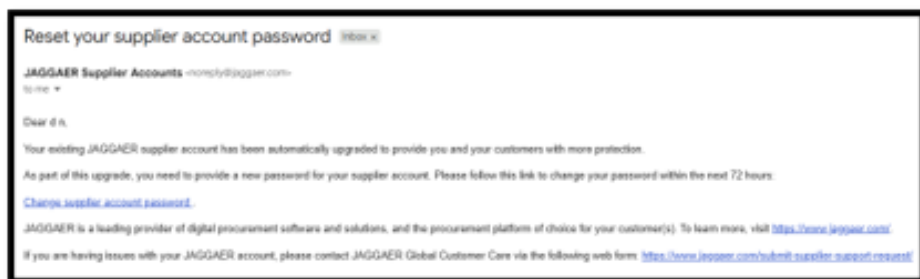 Reset your supplier account password Inbox x
JAGGAER Supplier Accounts <noreply@jaggaer.com>
to me
Dear d n,
Your existing JAGGAER supplier account has been automatically upgraded to provide you and your customers with more protection.
As part of this upgrade, you need to provide a new password for your supplier account. Please follow this link to change your password within the next 72 hours:
Change supplier account password .
JAGGAER is a leading provider of digital procurement software and solutions, and the procurement platform of choice for your customer(s). To learn more, visit https://www.jaggaer.com/.
If you are having issues with your JAGGAER account, please contact JAGGAER Global Customer Care via the following web form: https://www.jaggaer.com/submit-supplier-support-request/